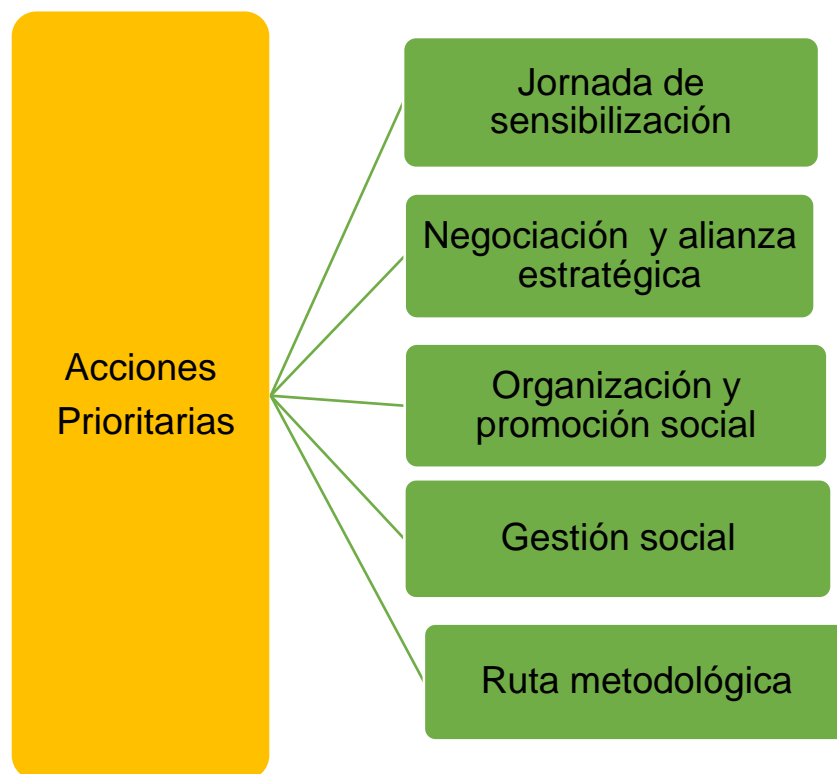 Acciones
Prioritarias
Jornada de
sensibilización
Negociación  y alianza
estratégica
Organización y
promoción social
Gestión social
Ruta metodológica